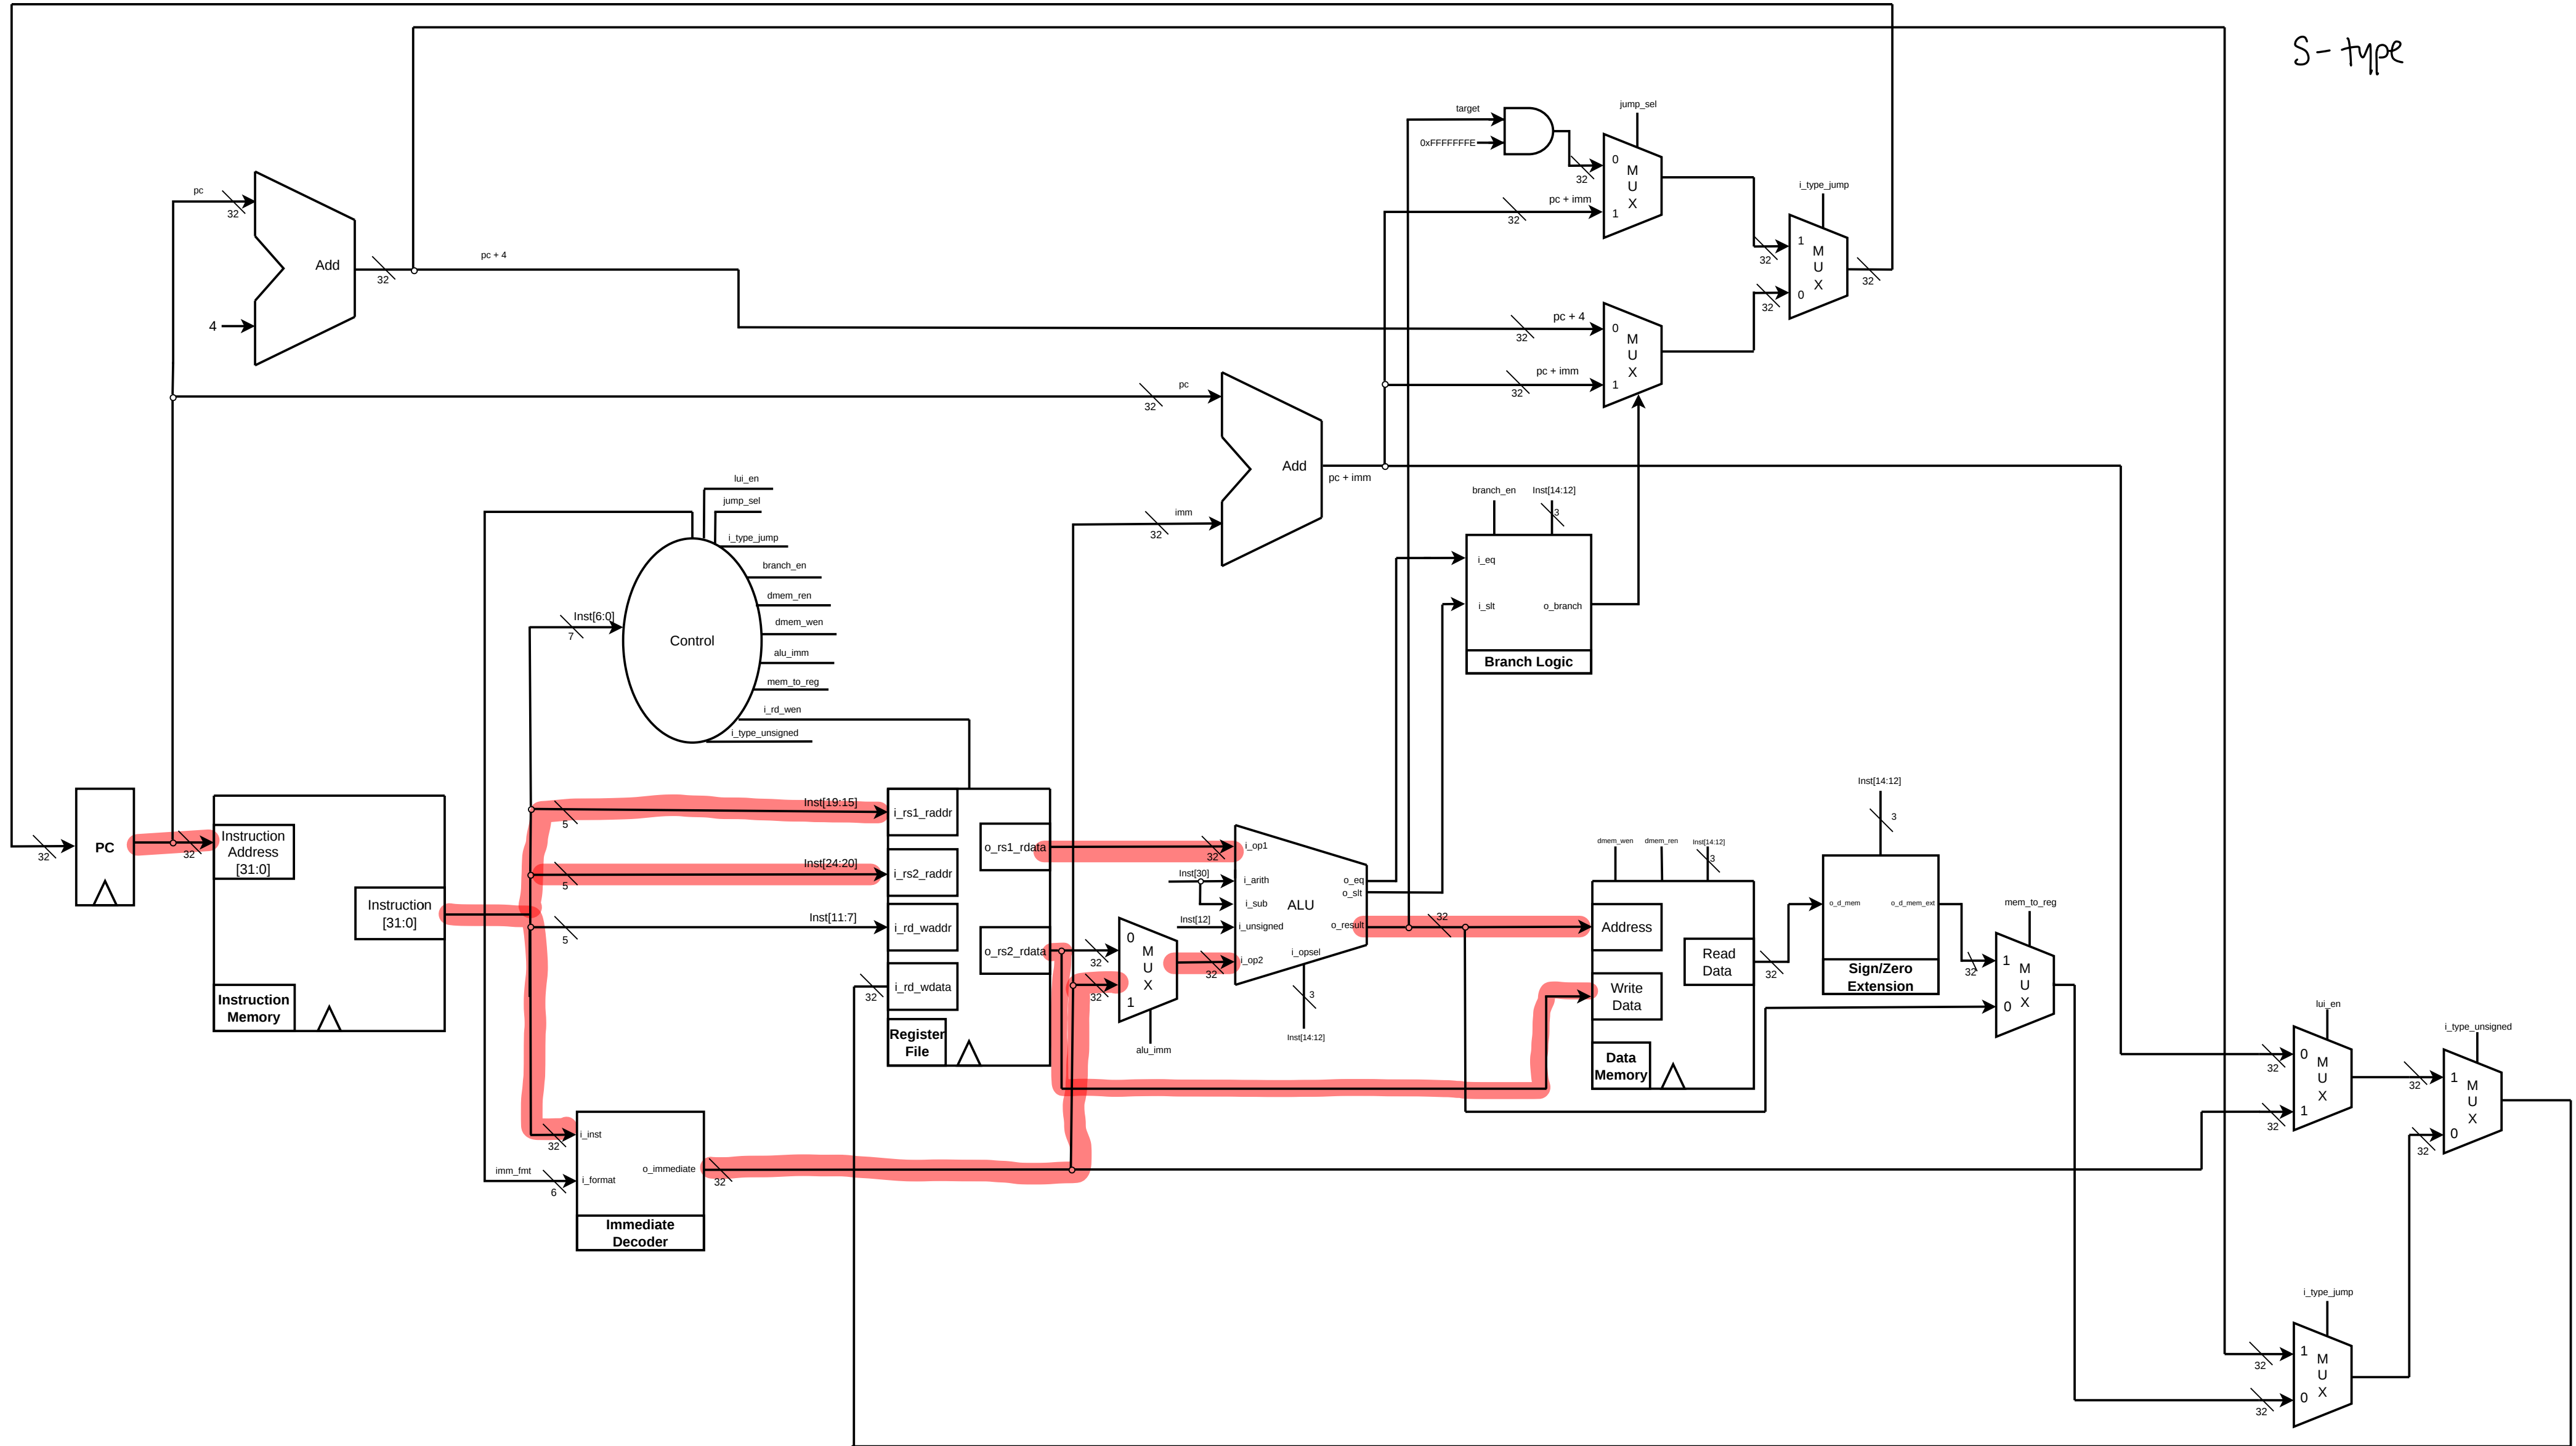 S-type
target
jump_sel
0xFFFFFFFE
0
M
U
X
1
32
pc + imm
32
i_type_jump
1
M
U
X
0
32
32
32
pc
32
Add
4
32
pc + 4
pc + 4
32
0
M
U
X
1
pc + imm
32
pc
32
Add
imm
32
pc + imm
lui_en
jump_sel
i_type_jump
branch_en
dmem_ren
dmem_wen
alu_imm
mem_to_reg
i_rd_wen
i_type_unsigned
Control
Inst[6:0]
7
branch_en
Inst[14:12]
3
i_eq
i_slt
o_branch
Branch Logic
32
PC
32
Instruction
Address
[31:0]
Instruction
[31:0]
Instruction
Memory
Inst[19:15]
5
Inst[24:20]
5
Inst[11:7]
5
32
i_rs1_raddr
i_rs2_raddr
i_rd_waddr
i_rd_wdata
o_rs1_rdata
o_rs2_rdata
Register
File
32
32
0
M
U
X
1
alu_imm
32
Inst[30]
Inst[12]
32
i_op1
i_arith
i_sub
i_unsigned
i_op2
ALU
o_eq
o_slt
o_result
i_opsel
3
Inst[14:12]
32
dmem_wen
dmem_ren
Inst[14:12]
3
Address
Read
Data
Write
Data
Data
Memory
32
Inst[14:12]
3
o_d_mem
o_d_mem_ext
Sign/Zero
Extension
32
mem_to_reg
1
M
U
X
0
lui_en
0
M
U
X
1
32
32
i_type_unsigned
1
M
U
X
0
32
32
i_inst
32
imm_fmt
6
i_format
o_immediate
32
Immediate
Decoder
i_type_jump
1
M
U
X
0
32
32